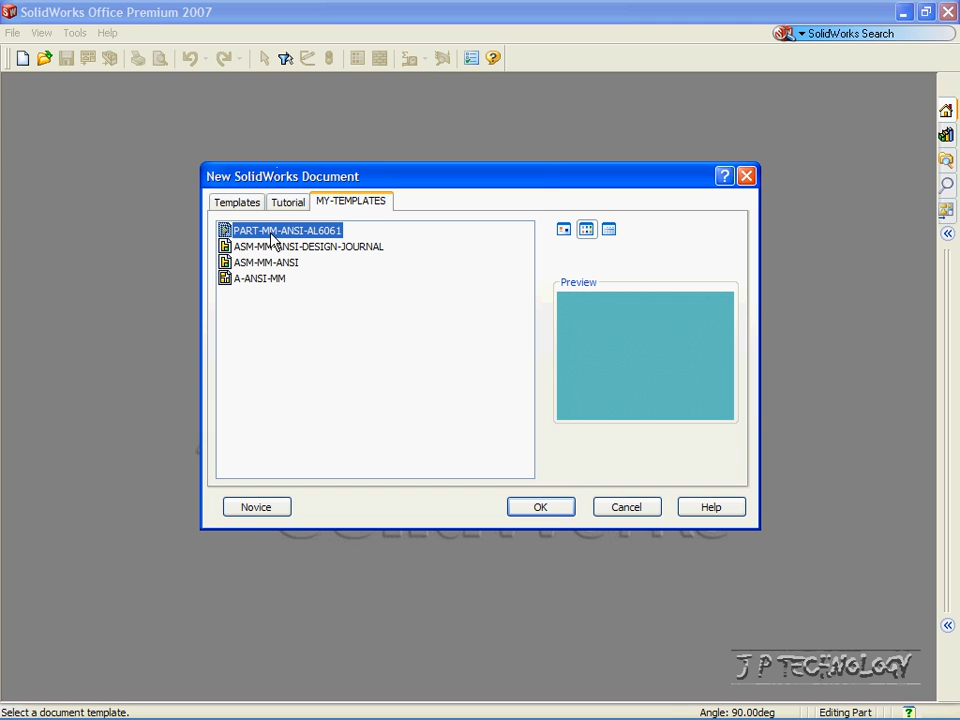 SolidWorks Office Premium 2007
File View Tools Help
SolidWorks Search
New SolidWorks Document
Templates Tutorial MY-TEMPLATES
PART-MM-ANSI-AL6061
ASM-MM-ANSI-DESIGN-JOURNAL
ASM-MM-ANSI
A-ANSI-MM
Preview
Novice OK Cancel Help
J P TECHNOLOGY
Select a document template. Angle: 90.00deg Editing Part